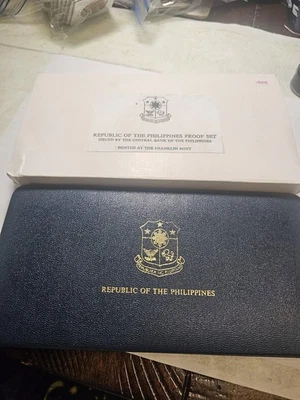 REPUBLIC OF THE PHILIPPINES PROOF SET
ISSUED BY THE CENTRAL BANK OF THE PHILIPPINES
MINTED BY THE FRANKLIN MINT
REPUBLIC OF THE PHILIPPINES